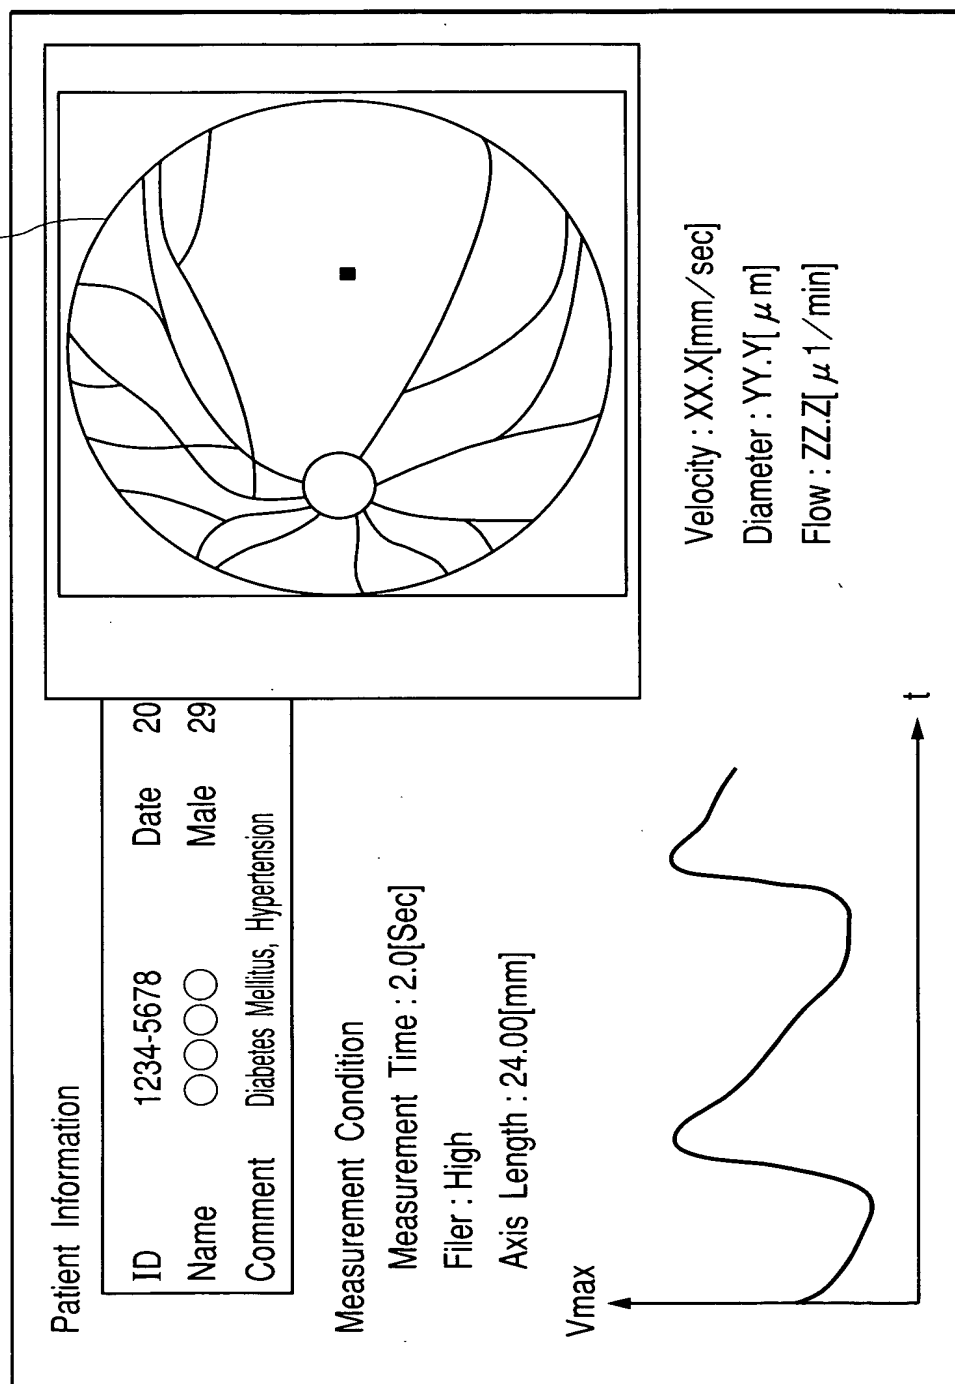 Patient Information
ID 1234-5678 Date 20
Name ○○○○ Male 29
Comment Diabetes Mellitus, Hypertension
Measurement Condition
Measurement Time : 2.0[Sec]
Filer : High
Axis Length : 24.00[mm]
Vmax
t
Velocity : XX.X[mm/sec]
Diameter : YY.Y[μm]
Flow : ZZ.Z[μ1/min]